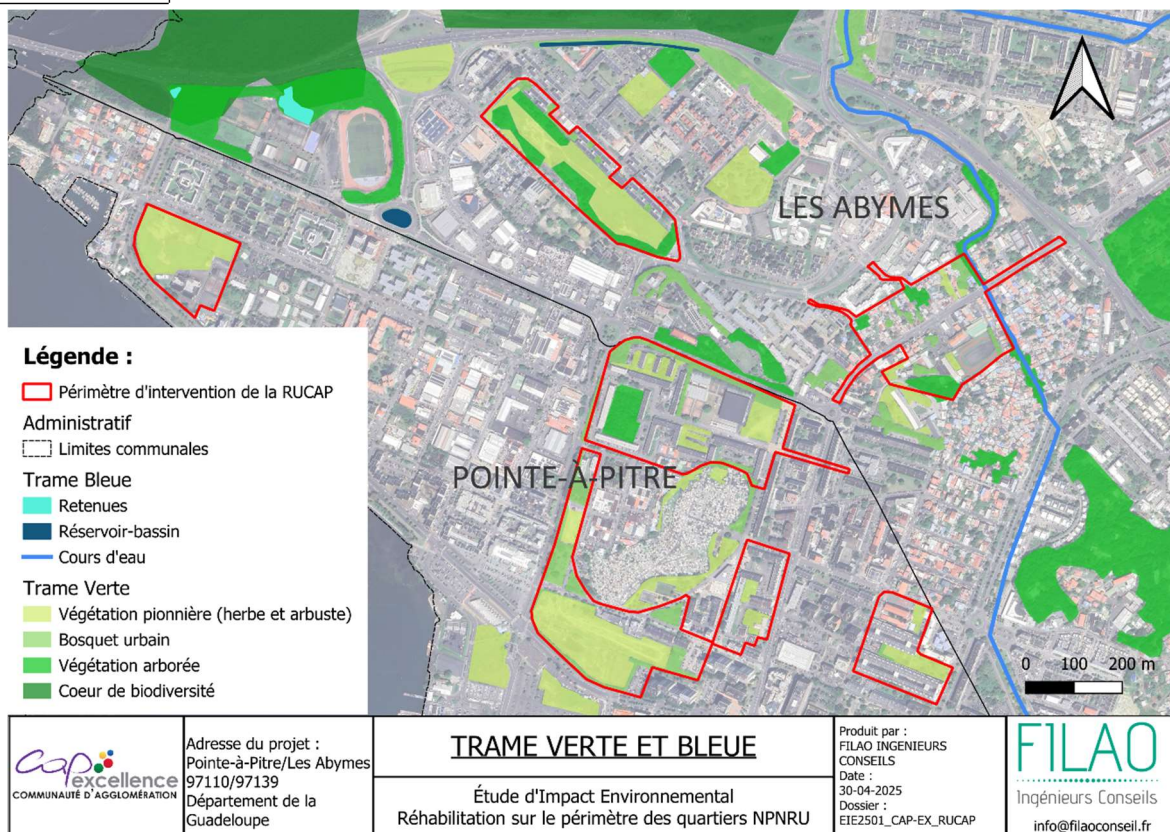 LES ABYMES
POINTE-À-PITRE
Légende :
Périmètre d'intervention de la RUCAP
Administratif
Limites communales
Trame Bleue
Retenues
Réservoir-bassin
Cours d'eau
Trame Verte
Végétation pionnière (herbe et arbuste)
Bosquet urbain
Végétation arborée
Coeur de biodiversité
0 100 200 m
Cap excellence
COMMUNAUTÉ D'AGGLOMÉRATION
Adresse du projet :
Pointe-à-Pitre/Les Abymes
97110/97139
Département de la
Guadeloupe
TRAME VERTE ET BLEUE
Étude d'Impact Environnemental
Réhabilitation sur le périmètre des quartiers NPNRU
Produit par :
FILAO INGENIEURS
CONSEILS
Date :
30-04-2025
Dossier :
EIE2501_CAP-EX_RUCAP
FILAO
Ingénieurs Conseils
info@filaoconseil.fr